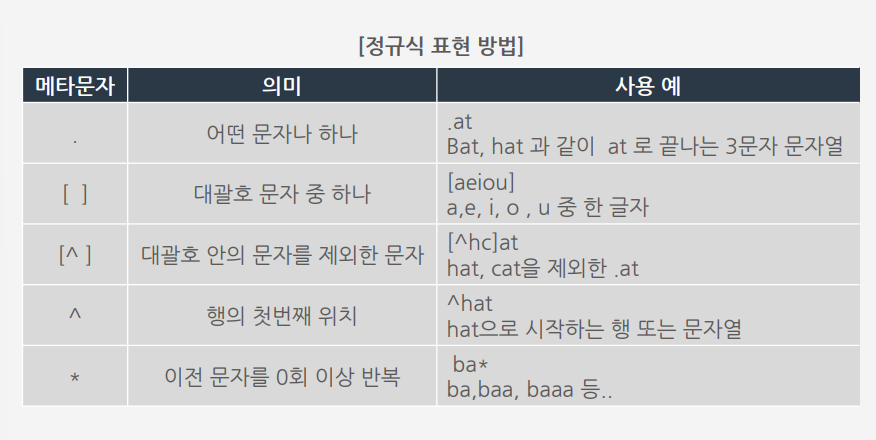 [정규식 표현 방법]
메타문자 의미 사용 예
. 어떤 문자나 하나 .at
Bat, hat 과 같이 at 로 끝나는 3문자 문자열
[ ] 대괄호 문자 중 하나 [aeiou]
a,e, i, o , u 중 한 글자
[^ ] 대괄호 안의 문자를 제외한 문자 [^hc]at
hat, cat을 제외한 .at
^ 행의 첫번째 위치 ^hat
hat으로 시작하는 행 또는 문자열
* 이전 문자를 0회 이상 반복 ba*
ba,baa, baaa 등..